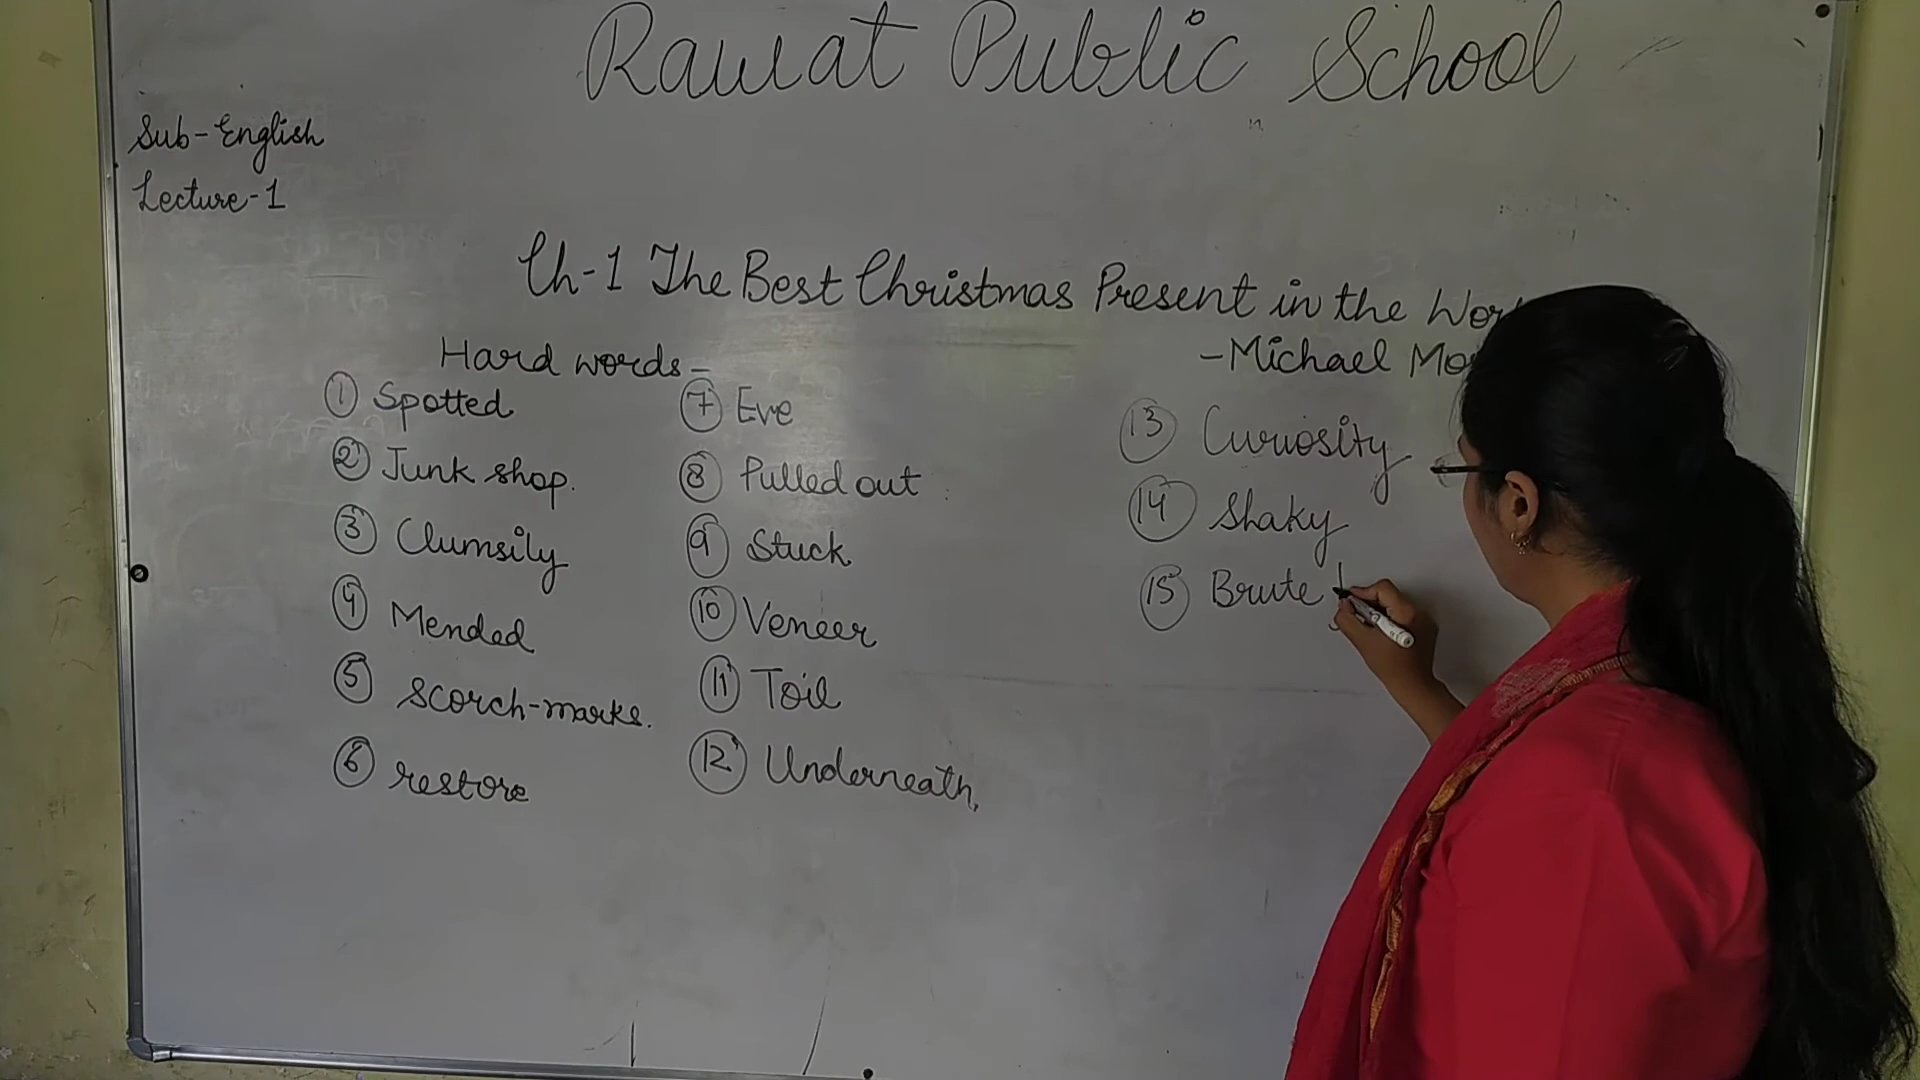 Rawat Public School
Sub-English
Lecture-1
Ch-1 The Best Christmas Present in the Wor
-Michael Mo
Hard words-
① Spotted
② Junk shop.
③ Clumsily
④ Mended
⑤ scorch-marks.
⑥ restore
⑦ Eve
⑧ Pulled out
⑨ Stuck
⑩ Veneer
⑪ Toil
⑫ Underneath,
⑬ Curiosity
⑭ Shaky
⑮ Brute